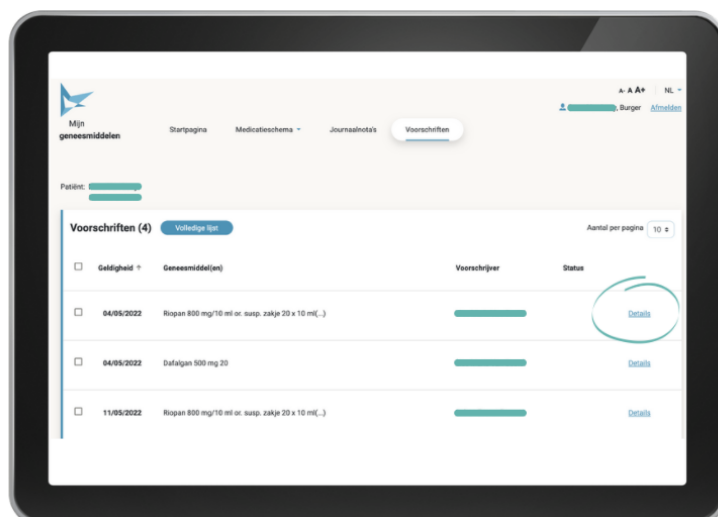 A- A A+ NL
, Burger Afmelden
Mijn
geneesmiddelen
Startpagina Medicatieschema Journaalnota's Voorschriften
Patiënt:
Voorschriften (4) Volledige lijst Aantal per pagina 10
Geldigheid ↑ Geneesmiddel(en) Voorschrijver Status
04/05/2022 Riopan 800 mg/10 ml or. susp. zakje 20 x 10 ml(...) Details
04/05/2022 Dafalgan 500 mg 20 Details
11/05/2022 Riopan 800 mg/10 ml or. susp. zakje 20 x 10 ml(...) Details